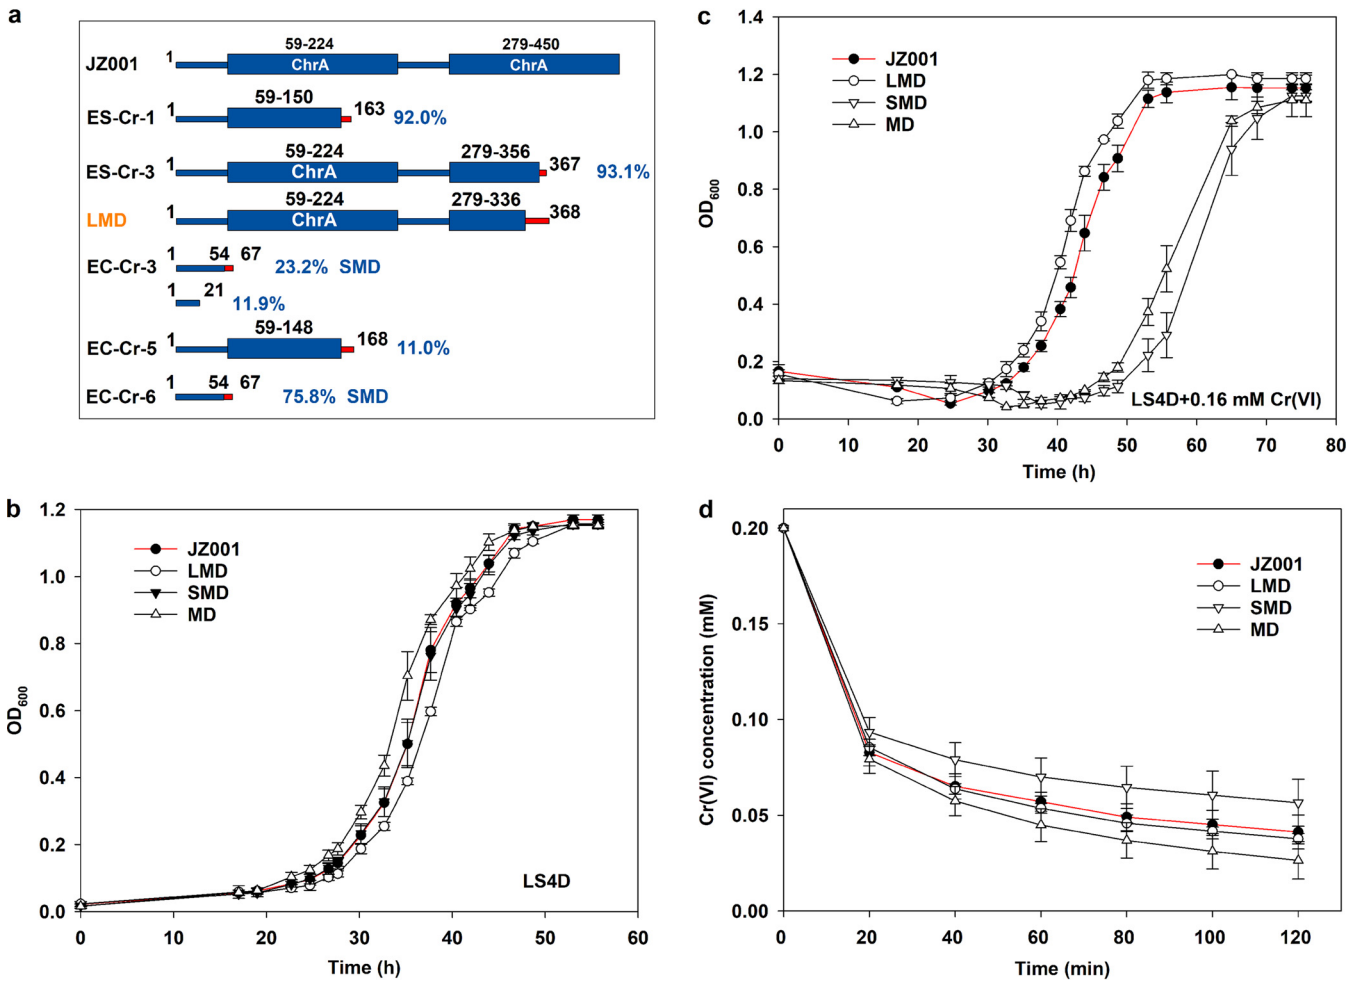 a
59-224 279-450
JZ001 1 ChrA ChrA
59-150
ES-Cr-1 1 163 92.0%
59-224 279-356
ES-Cr-3 1 ChrA 367 93.1%
59-224 279-336
LMD 1 ChrA 368
EC-Cr-3 1 54 67 23.2% SMD
1 21 11.9%
59-148
EC-Cr-5 1 168 11.0%
EC-Cr-6 1 54 67 75.8% SMD
c
JZ001
LMD
SMD
MD
OD600
1.4
1.2
1.0
0.8
0.6
0.4
0.2
0.0
LS4D+0.16 mM Cr(VI)
0 10 20 30 40 50 60 70 80
Time (h)
b
JZ001
LMD
SMD
MD
OD600
1.2
1.0
0.8
0.6
0.4
0.2
0.0
LS4D
0 10 20 30 40 50 60
Time (h)
d
JZ001
LMD
SMD
MD
Cr(VI) concentration (mM)
0.20
0.15
0.10
0.05
0.00
0 20 40 60 80 100 120
Time (min)